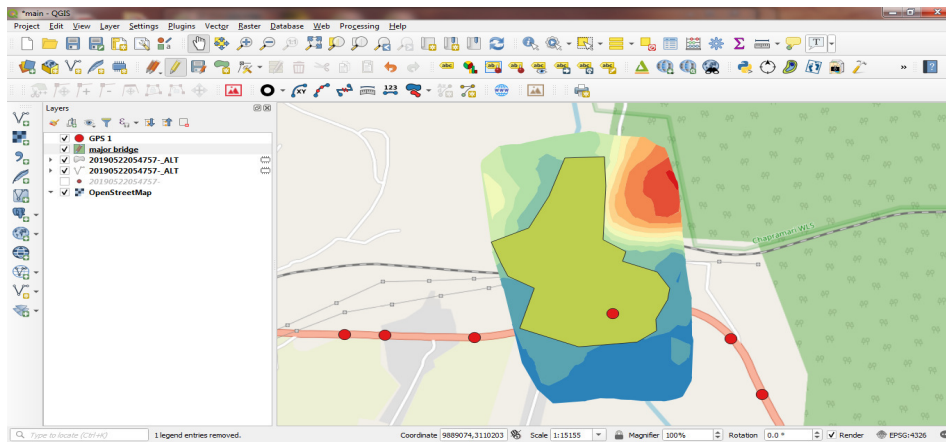 *main - QGIS
Project Edit View Layer Settings Plugins Vector Raster Database Web Processing Help
Layers
GPS 1
major bridge
20190522054757-_ALT
20190522054757-_ALT
20190522054757-
OpenStreetMap
Chapramari WLS
Type to locate (Ctrl+K)
1 legend entries removed.
Coordinate 9889074,3110203
Scale 1:15155
Magnifier 100%
Rotation 0.0 °
Render
EPSG:4326